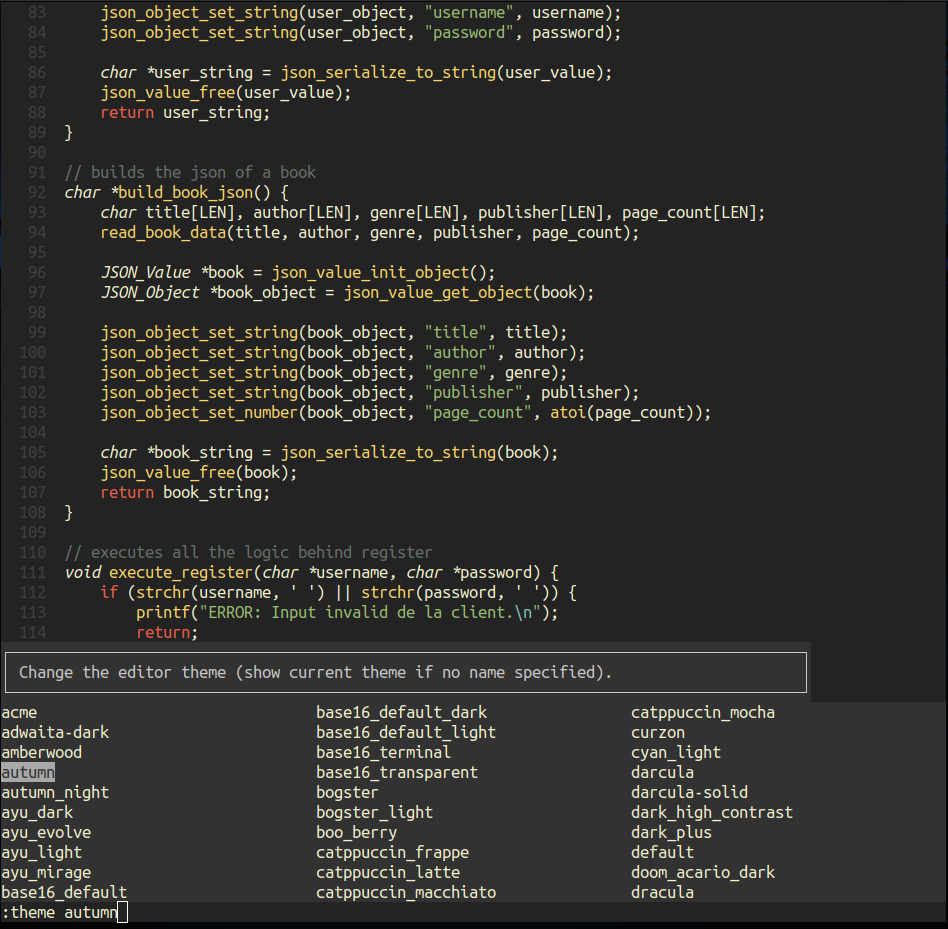 83 json_object_set_string(user_object, "username", username);
84 json_object_set_string(user_object, "password", password);
85
86 char *user_string = json_serialize_to_string(user_value);
87 json_value_free(user_value);
88 return user_string;
89 }
90
91 // builds the json of a book
92 char *build_book_json() {
93 char title[LEN], author[LEN], genre[LEN], publisher[LEN], page_count[LEN];
94 read_book_data(title, author, genre, publisher, page_count);
95
96 JSON_Value *book = json_value_init_object();
97 JSON_Object *book_object = json_value_get_object(book);
98
99 json_object_set_string(book_object, "title", title);
100 json_object_set_string(book_object, "author", author);
101 json_object_set_string(book_object, "genre", genre);
102 json_object_set_string(book_object, "publisher", publisher);
103 json_object_set_number(book_object, "page_count", atoi(page_count));
104
105 char *book_string = json_serialize_to_string(book);
106 json_value_free(book);
107 return book_string;
108 }
109
110 // executes all the logic behind register
111 void execute_register(char *username, char *password) {
112 if (strchr(username, ' ') || strchr(password, ' ')) {
113 printf("ERROR: Input invalid de la client.\n");
114 return;
Change the editor theme (show current theme if no name specified).
acme base16_default_dark catppuccin_mocha
adwaita-dark base16_default_light curzon
amberwood base16_terminal cyan_light
autumn base16_transparent darcula
autumn_night bogster darcula-solid
ayu_dark bogster_light dark_high_contrast
ayu_evolve boo_berry dark_plus
ayu_light catppuccin_frappe default
ayu_mirage catppuccin_latte doom_acario_dark
base16_default catppuccin_macchiato dracula
:theme autumn